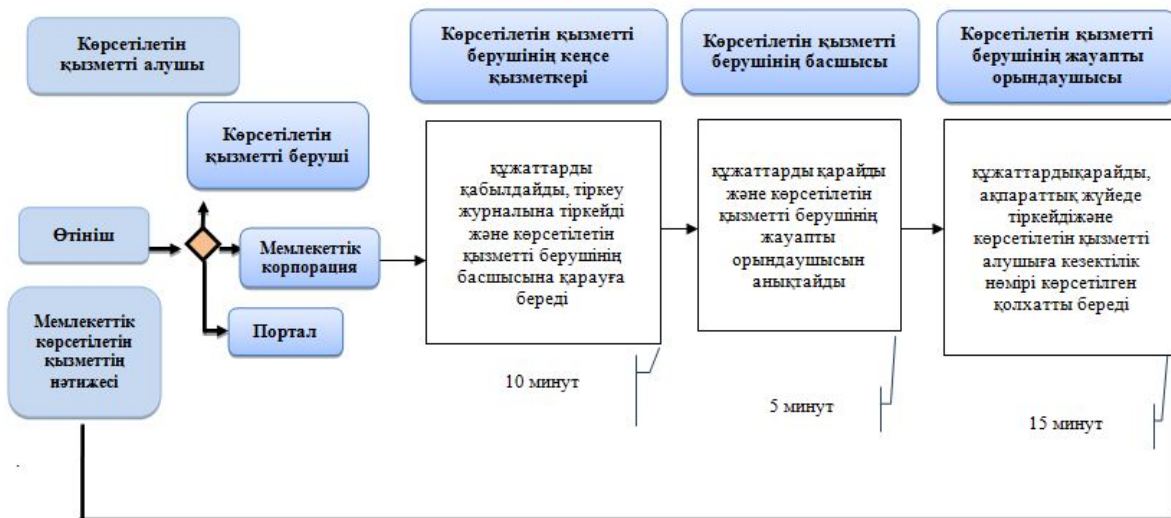 Көрсетілетін
қызметті алушы
Көрсетілетін қызметті
берушінің кеңсе
қызметкері
Көрсетілетін қызметті
берушінің басшысы
Көрсетілетін қызметті
берушінің жауапты
орындаушысы
Көрсетілетін
қызметті беруші
Өтініш
Мемлекеттік
корпорация
Портал
Мемлекеттік
көрсетілетін
қызметтің
нәтижесі
құжаттарды
қабылдайды, тіркеу
журналына тіркейді
және көрсетілетін
қызметті берушінің
басшысына қарауға
береді
құжаттарды қарайды
және көрсетілетін
қызметті берушінің
жауапты
орындаушысын
анықтайды
құжаттардықарайды,
ақпараттық жүйеде
тіркейдіжәне
көрсетілетін қызметті
алушыға кезектілік
нөмірі көрсетілген
қолхатты береді
10 минут
5 минут
15 минут